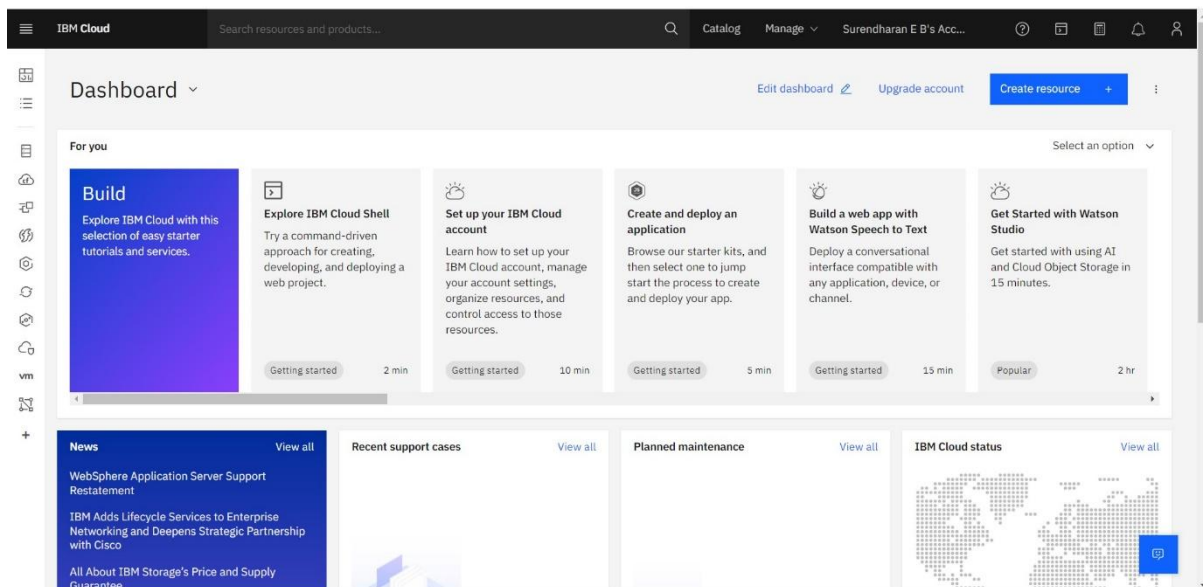 IBM Cloud
Search resources and products...
Catalog
Manage
Surendharan E B's Acc...
Dashboard
Edit dashboard
Upgrade account
Create resource +
For you
Select an option
Build
Explore IBM Cloud with this
selection of easy starter
tutorials and services.
Explore IBM Cloud Shell
Try a command-driven
approach for creating,
developing, and deploying a
web project.
Getting started
2 min
Set up your IBM Cloud
account
Learn how to set up your
IBM Cloud account, manage
your account settings,
organize resources, and
control access to those
resources.
Getting started
10 min
Create and deploy an
application
Browse our starter kits, and
then select one to jump
start the process to create
and deploy your app.
Getting started
5 min
Build a web app with
Watson Speech to Text
Deploy a conversational
interface compatible with
any application, device, or
channel.
Getting started
15 min
Get Started with Watson
Studio
Get started with using AI
and Cloud Object Storage in
15 minutes.
Popular
2 hr
vm
News
View all
WebSphere Application Server Support
Restatement
IBM Adds Lifecycle Services to Enterprise
Networking and Deepens Strategic Partnership
with Cisco
All About IBM Storage's Price and Supply
Guarantee
Recent support cases
View all
Planned maintenance
View all
IBM Cloud status
View all